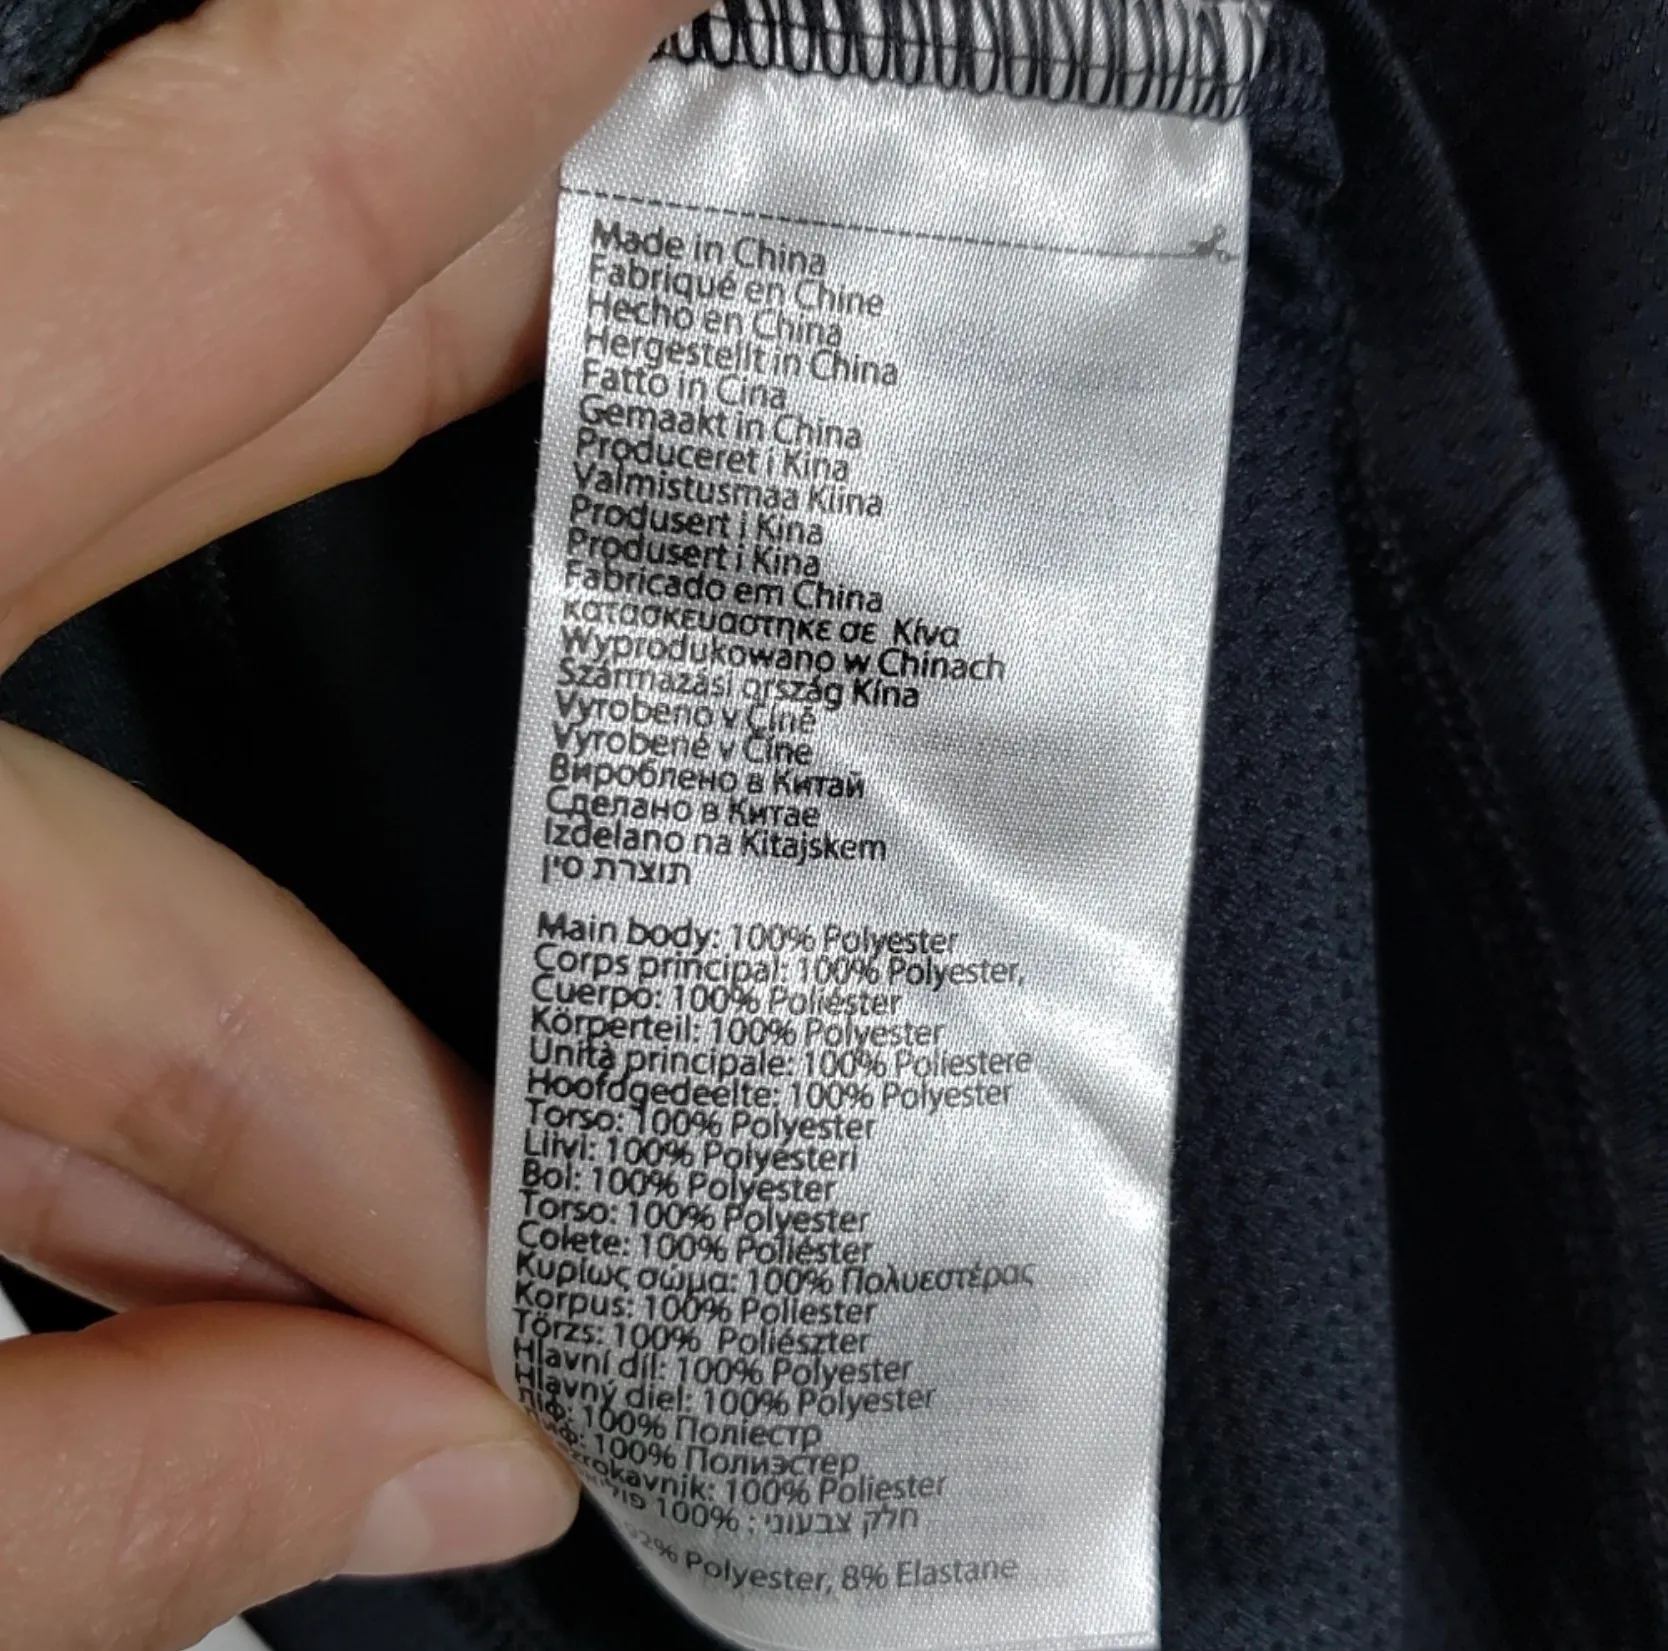 Made in China
Fabriqué en Chine
Hecho en China
Hergestellt in China
Fatto in Cina
Gemaakt in China
Produceret i Kina
Valmistusmaa Kiina
Produsert i Kina
Produsert i Kina
Fabricado em China
κατασκευαστηκε σε Κίνα
Wyprodukowano w Chinach
Származási ország Kína
Vyrobeno v Číně
Vyrobené v Číne
Вироблено в Китай
Сделано в Китае
Izdelano na Kitajskem
תוצרת סין
Main body: 100% Polyester
Corps principal: 100% Polyester,
Cuerpo: 100% Poliéster
Körperteil: 100% Polyester
Unità principale: 100% Poliestere
Hoofdgedeelte: 100% Polyester
Torso: 100% Polyester
Liivi: 100% Polyesteri
Bol: 100% Polyester
Torso: 100% Polyester
Colete: 100% Poliéster
Κυρίως σώμα: 100% Πολυεστέρας
Korpus: 100% Poliester
Törzs: 100% Poliészter
Hlavní díl: 100% Polyester
Hlavný diel: 100% Polyester
100% Поліестр
100% Полиэстер
100% Poliester
חלק צבעוני : 100%
Polyester, 8% Elastane